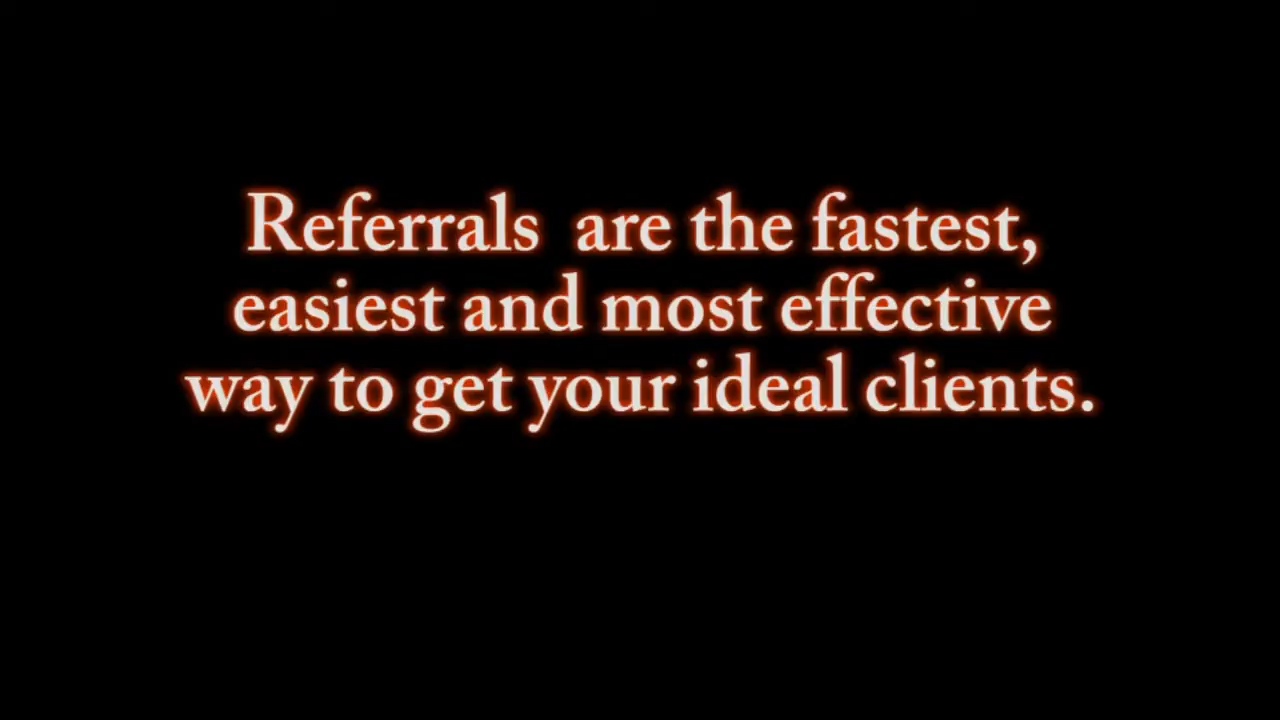 Referrals  are the fastest,
easiest and most effective
way to get your ideal clients.